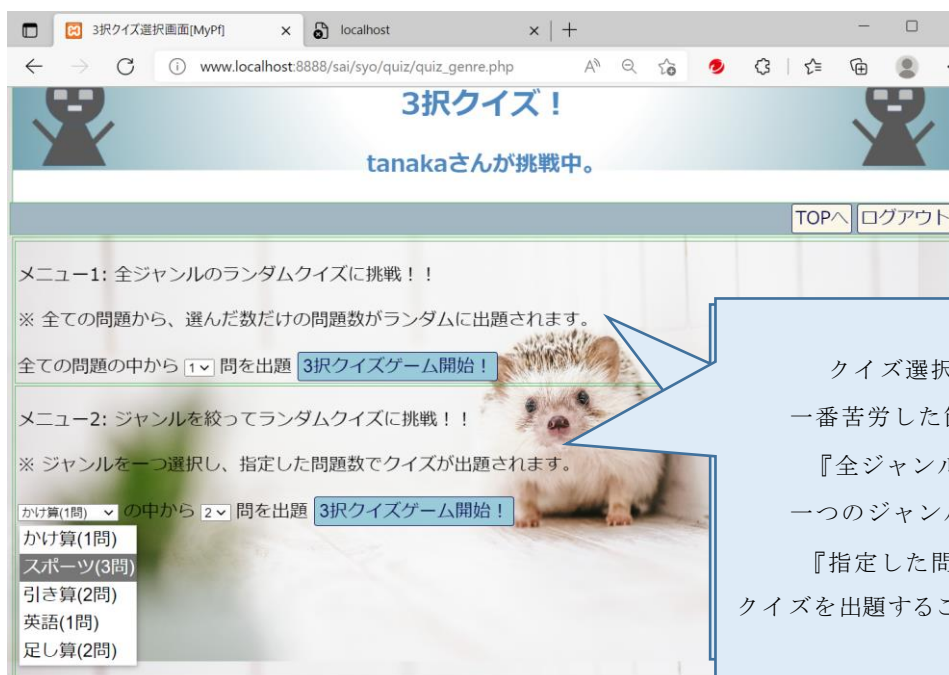 3択クイズ選択画面[MyPf]
localhost
www.localhost:8888/sai/syo/quiz/quiz_genre.php
3択クイズ！
tanakaさんが挑戦中。
TOPへ ログアウト
メニュー1: 全ジャンルのランダムクイズに挑戦！！
※ 全ての問題から、選んだ数だけの問題数がランダムに出題されます。
全ての問題の中から 1 問を出題 3択クイズゲーム開始！
メニュー2: ジャンルを絞ってランダムクイズに挑戦！！
※ ジャンルを一つ選択し、指定した問題数でクイズが出題されます。
かけ算(1問) の中から 2 問を出題 3択クイズゲーム開始！
かけ算(1問)
スポーツ(3問)
引き算(2問)
英語(1問)
足し算(2問)
クイズ選択
一番苦労した
『全ジャンル
一つのジャン
『指定した問
クイズを出題するこ